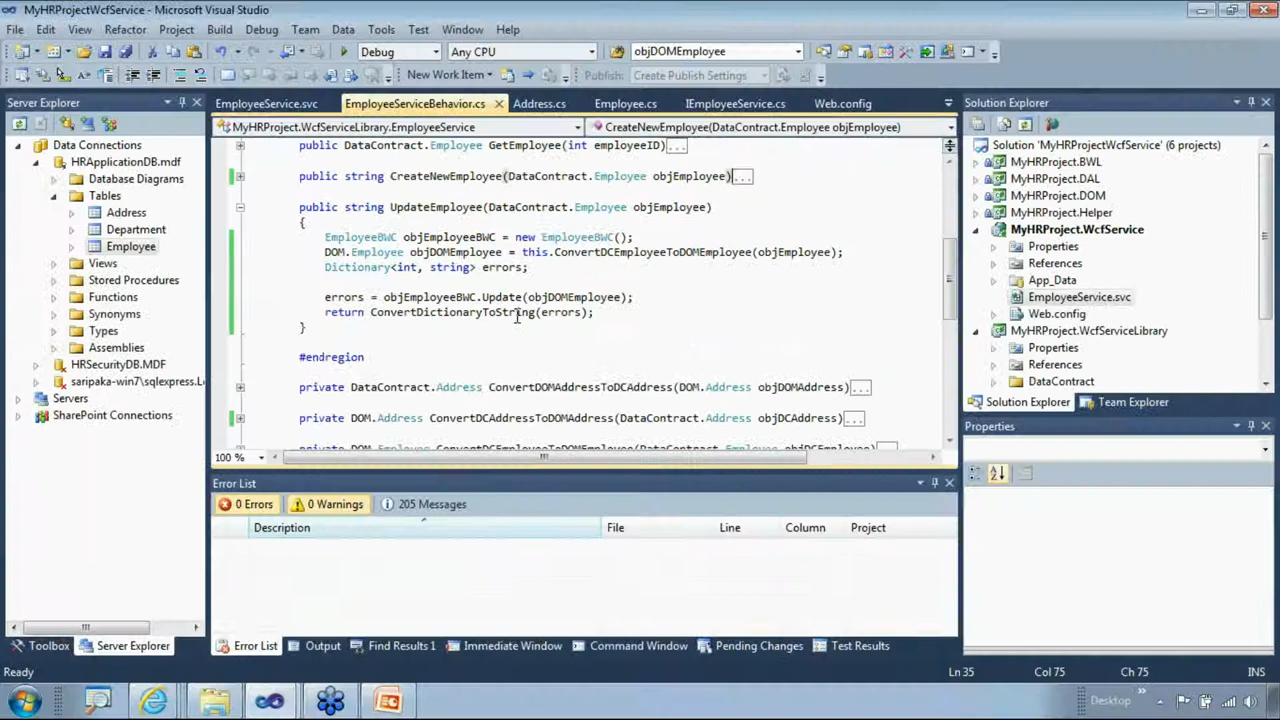 MyHRProjectWcfService - Microsoft Visual Studio
File Edit View Refactor Project Build Debug Team Data Tools Test Window Help
Debug Any CPU objDOMEmployee
New Work Item Publish: Create Publish Settings
Server Explorer
Data Connections
HRApplicationDB.mdf
Database Diagrams
Tables
Address
Department
Employee
Views
Stored Procedures
Functions
Synonyms
Types
Assemblies
HRSecurityDB.MDF
saripaka-win7\sqlexpress.L
Servers
SharePoint Connections
Toolbox Server Explorer
EmployeeService.svc EmployeeServiceBehavior.cs Address.cs Employee.cs IEmployeeService.cs Web.config
MyHRProject.WcfServiceLibrary.EmployeeService CreateNewEmployee(DataContract.Employee objEmployee)
public DataContract.Employee GetEmployee(int employeeID)...
public string CreateNewEmployee(DataContract.Employee objEmployee)...
public string UpdateEmployee(DataContract.Employee objEmployee)
{
EmployeeBWC objEmployeeBWC = new EmployeeBWC();
DOM.Employee objDOMEmployee = this.ConvertDCEmployeeToDOMEmployee(objEmployee);
Dictionary<int, string> errors;
errors = objEmployeeBWC.Update(objDOMEmployee);
return ConvertDictionaryToString(errors);
}
#endregion
private DataContract.Address ConvertDOMAddressToDCAddress(DOM.Address objDOMAddress)...
private DOM.Address ConvertDCAddressToDOMAddress(DataContract.Address objDCAddress)...
private DOM.Employee ConvertDCEmployeeToDOMEmployee(DataContract.Employee objDCEmployee)...
100 %
Error List
0 Errors 0 Warnings 205 Messages
Description File Line Column Project
Error List Output Find Results 1 Immediate Window Command Window Pending Changes Test Results
Solution Explorer
Solution 'MyHRProjectWcfService' (6 projects)
MyHRProject.BWL
MyHRProject.DAL
MyHRProject.DOM
MyHRProject.Helper
MyHRProject.WcfService
Properties
References
App_Data
EmployeeService.svc
Web.config
MyHRProject.WcfServiceLibrary
Properties
References
DataContract
Solution Explorer Team Explorer
Properties
Ready Ln 35 Col 75 Ch 75 INS
Desktop